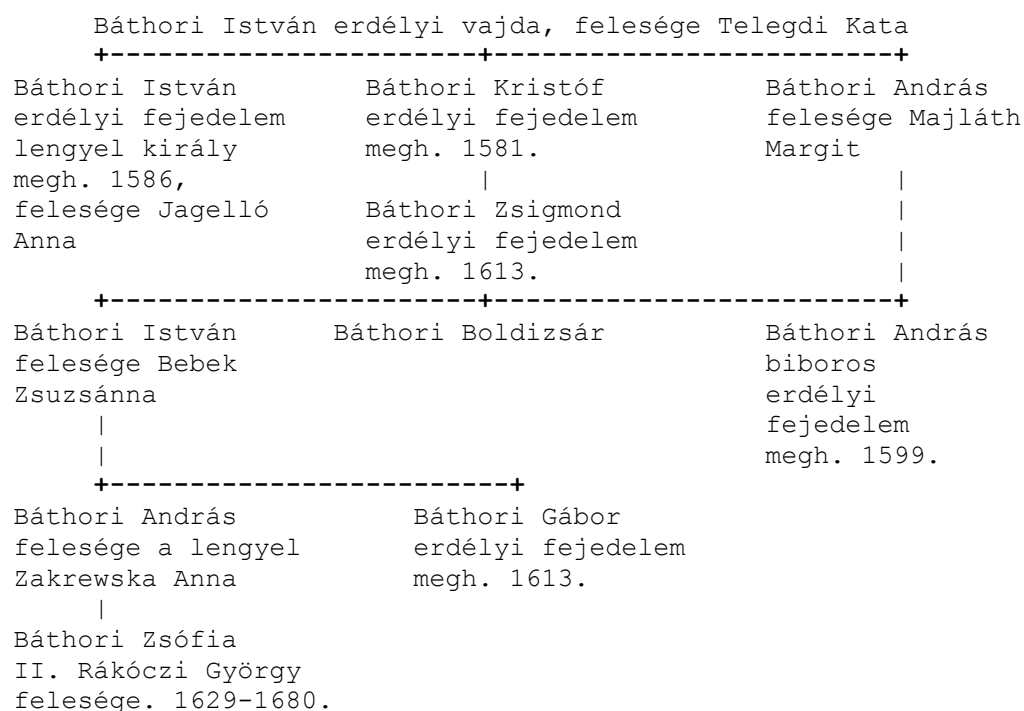 Báthori István erdélyi vajda, felesége Telegdi Kata
+-----------------------+-------------------------+
Báthori István Báthori Kristóf Báthori András
erdélyi fejedelem erdélyi fejedelem felesége Majláth
lengyel király megh. 1581. Margit
megh. 1586, | |
felesége Jagelló Báthori Zsigmond |
Anna erdélyi fejedelem |
megh. 1613. |
+-----------------------+-------------------------+
Báthori István Báthori Boldizsár Báthori András
felesége Bebek biboros
Zsuzsánna erdélyi
| fejedelem
| megh. 1599.
+-------------------------+
Báthori András Báthori Gábor
felesége a lengyel erdélyi fejedelem
Zakrewska Anna megh. 1613.
|
Báthori Zsófia
II. Rákóczi György
felesége. 1629-1680.